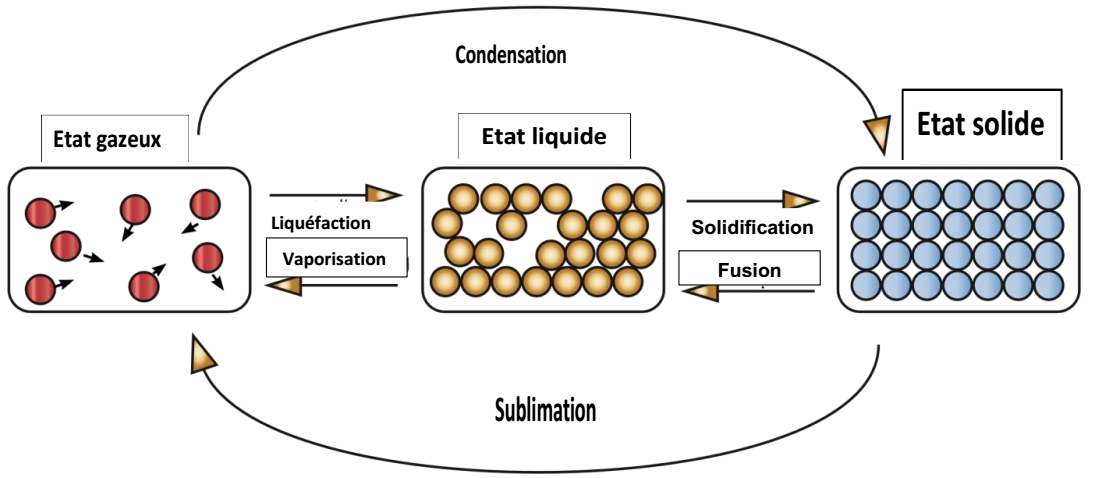 Condensation
Etat gazeux
Etat liquide
Etat solide
Liquéfaction
Vaporisation
Solidification
Fusion
Sublimation